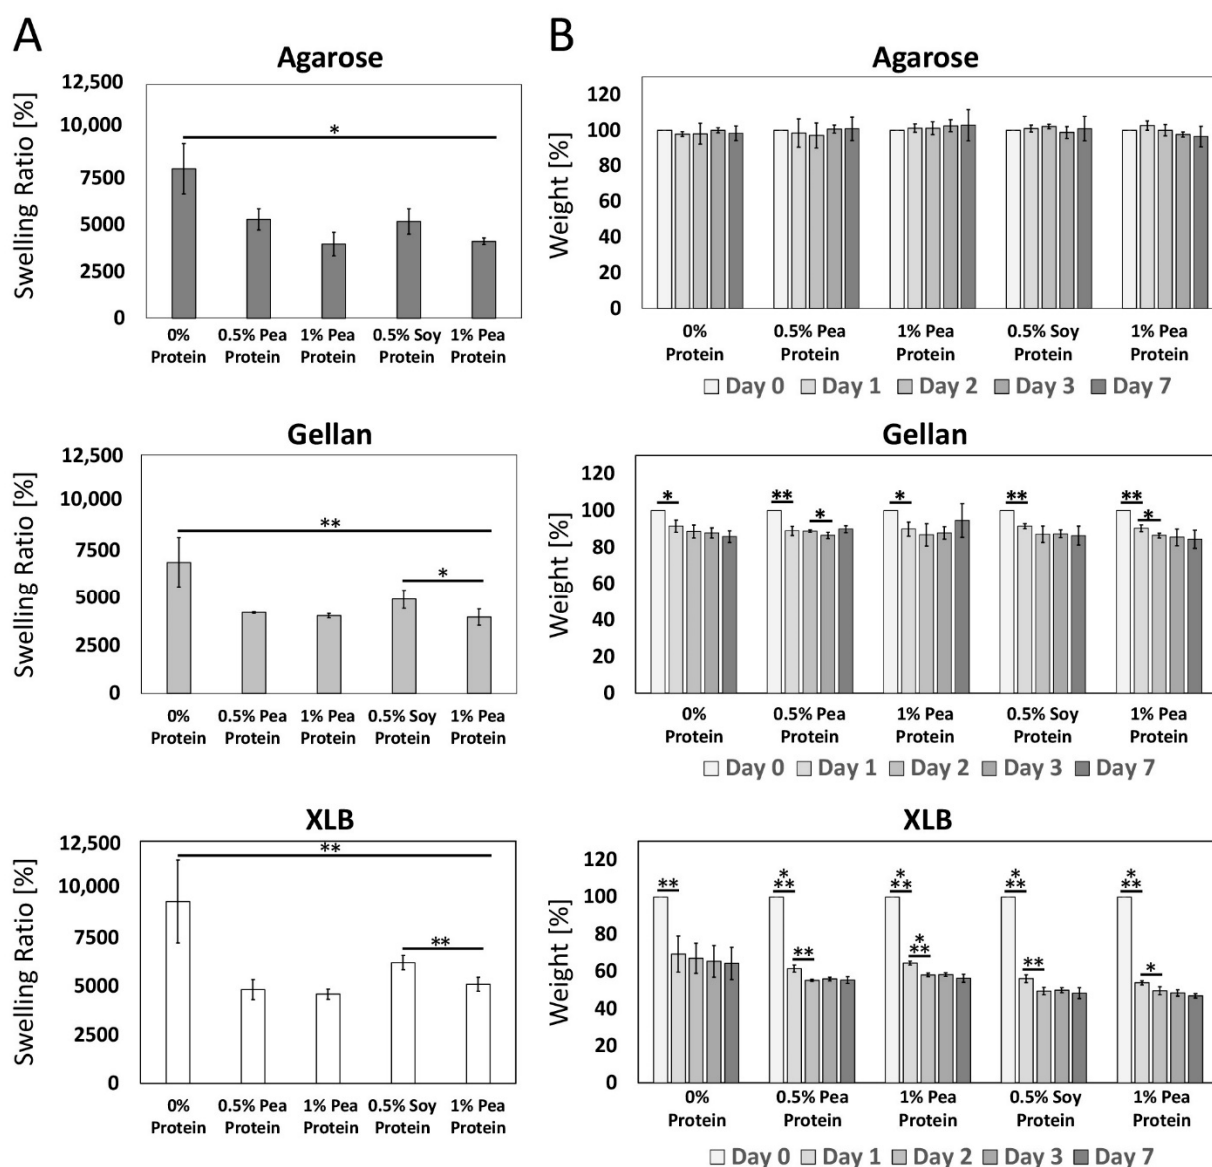 A
Agarose
Swelling Ratio [%]
12,500
10,000
7500
5000
2500
0
*
0% Protein
0.5% Pea Protein
1% Pea Protein
0.5% Soy Protein
1% Pea Protein
Gellan
Swelling Ratio [%]
12,500
10,000
7500
5000
2500
0
**
*
0% Protein
0.5% Pea Protein
1% Pea Protein
0.5% Soy Protein
1% Pea Protein
XLB
Swelling Ratio [%]
12,500
10,000
7500
5000
2500
0
**
**
0% Protein
0.5% Pea Protein
1% Pea Protein
0.5% Soy Protein
1% Pea Protein
B
Agarose
Weight [%]
120
100
80
60
40
20
0
0% Protein
0.5% Pea Protein
1% Pea Protein
0.5% Soy Protein
1% Pea Protein
Day 0 Day 1 Day 2 Day 3 Day 7
Gellan
Weight [%]
120
100
80
60
40
20
0
* ** * * ** ** *
0% Protein
0.5% Pea Protein
1% Pea Protein
0.5% Soy Protein
1% Pea Protein
Day 0 Day 1 Day 2 Day 3 Day 7
XLB
Weight [%]
120
100
80
60
40
20
0
** * ** ** * ** * ** * ** ** * ** *
0% Protein
0.5% Pea Protein
1% Pea Protein
0.5% Soy Protein
1% Pea Protein
Day 0 Day 1 Day 2 Day 3 Day 7